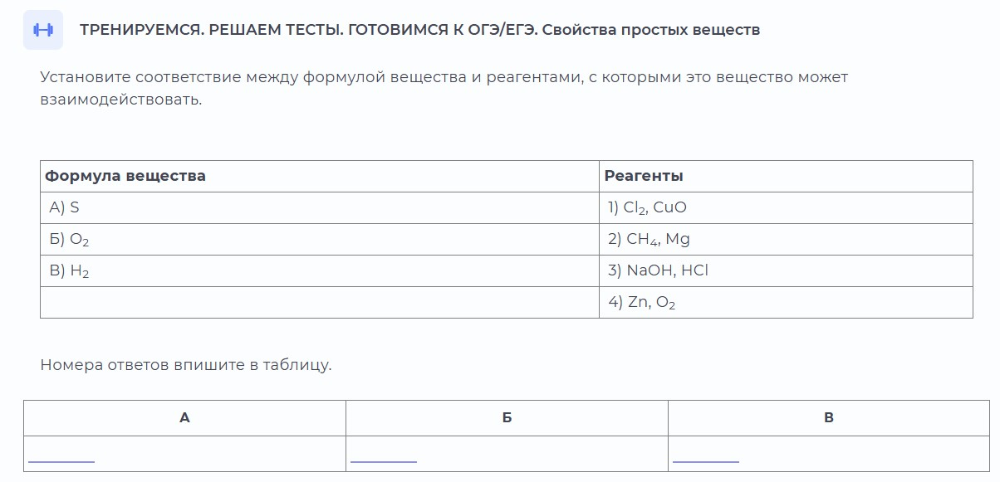 ТРЕНИРУЕМСЯ. РЕШАЕМ ТЕСТЫ. ГОТОВИМСЯ К ОГЭ/ЕГЭ. Свойства простых веществ
Установите соответствие между формулой вещества и реагентами, с которыми это вещество может
взаимодействовать.
Формула вещества Реагенты
А) S 1) Cl₂, CuO
Б) O₂ 2) CH₄, Mg
В) H₂ 3) NaOH, HCl
4) Zn, O₂
Номера ответов впишите в таблицу.
А Б В